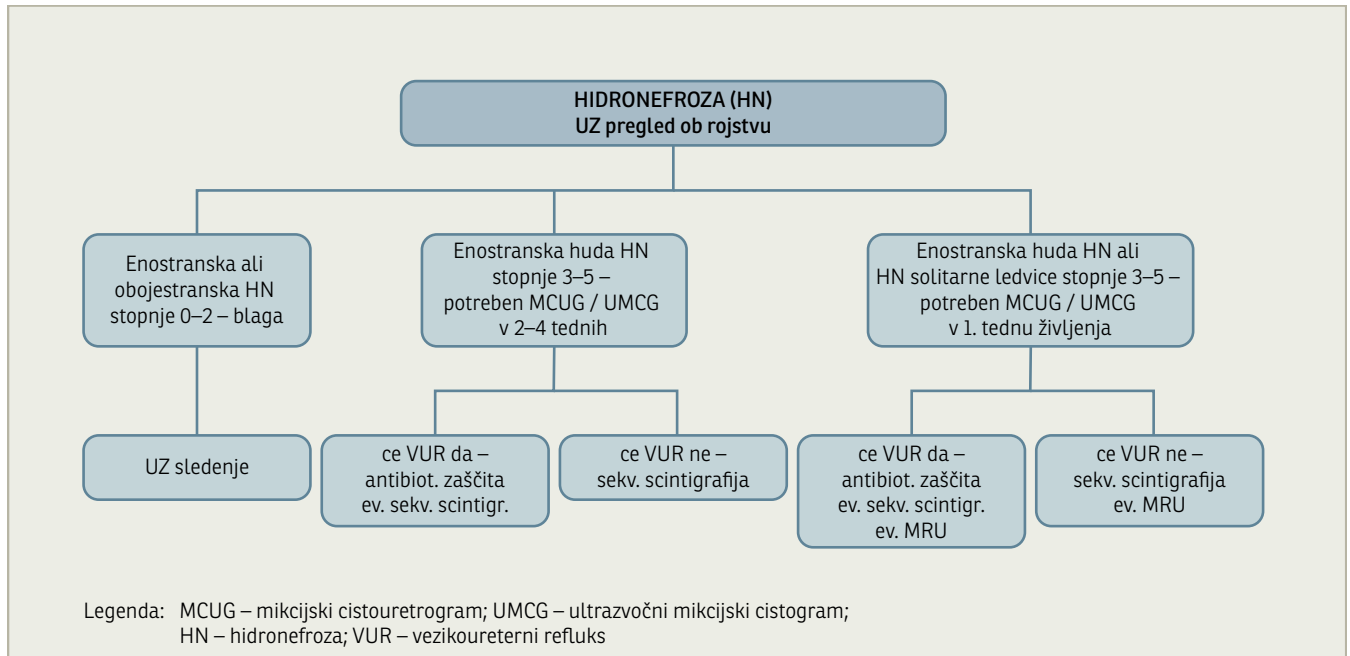 HIDRONEFROZA (HN)
UZ pregled ob rojstvu
Enostranska ali
obojestranska HN
stopnje 0–2 – blaga
Enostranska huda HN
stopnje 3–5 –
potreben MCUG / UMCG
v 2–4 tednih
Enostranska huda HN ali
HN solitarne ledvice stopnje 3–5 –
potreben MCUG / UMCG
v 1. tednu življenja
UZ sledenje
ce VUR da –
antibiot. zaščita
ev. sekv. scintigr.
ce VUR ne –
sekv. scintigrafija
ce VUR da –
antibiot. zaščita
ev. sekv. scintigr.
ev. MRU
ce VUR ne –
sekv. scintigrafija
ev. MRU
Legenda: MCUG – mikcijski cistouretrogram; UMCG – ultrazvočni mikcijski cistogram;
HN – hidronefroza; VUR – vezikoureterni refluks